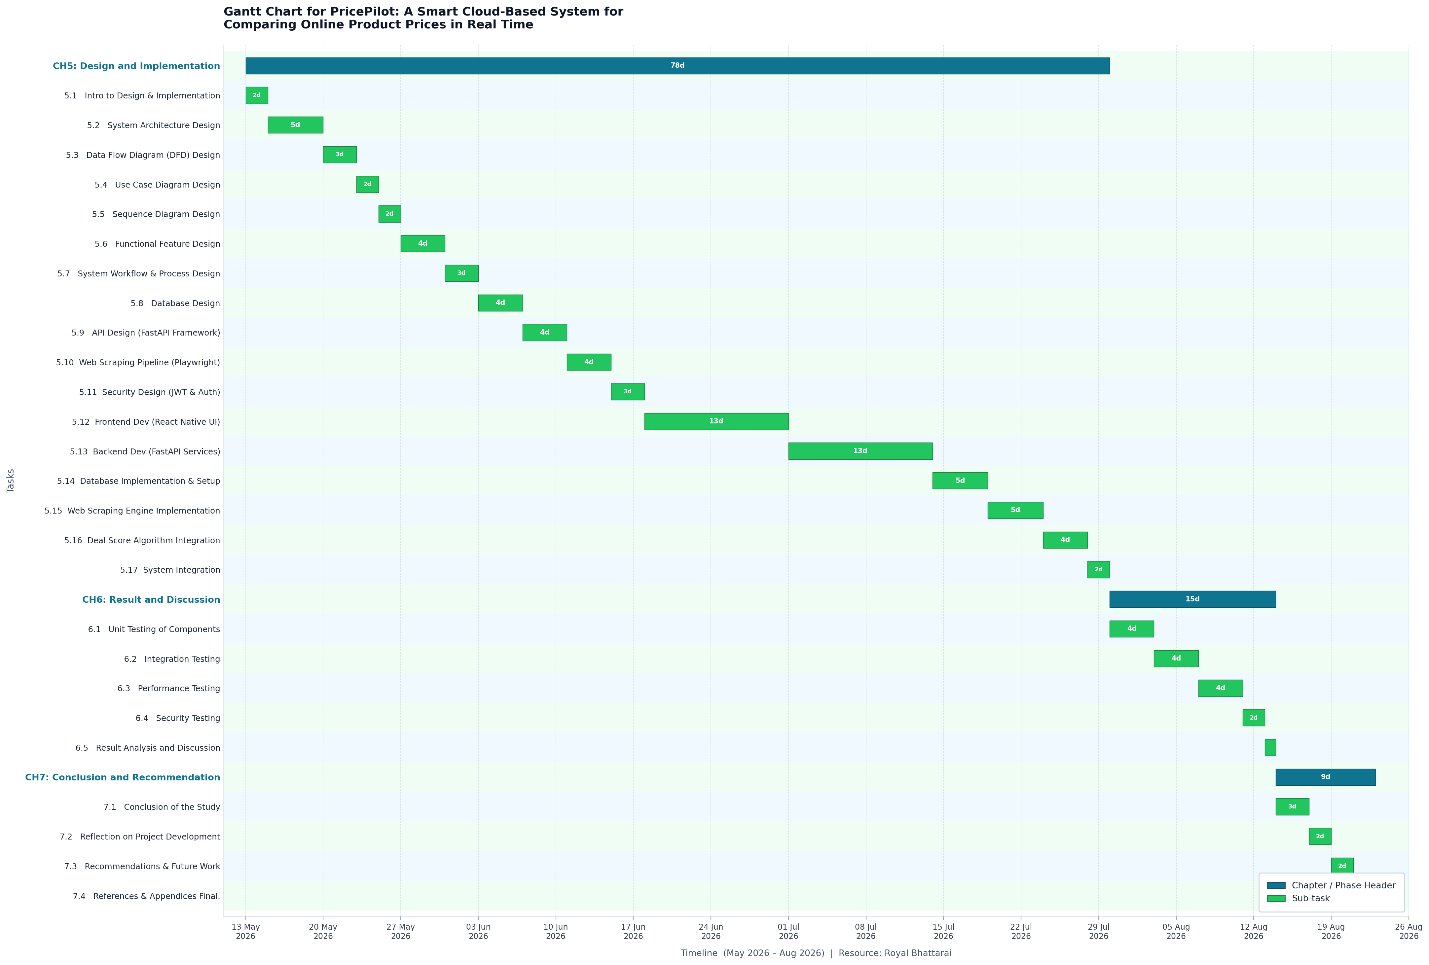 Gantt Chart for PricePilot: A Smart Cloud-Based System for
Comparing Online Product Prices in Real Time
CH5: Design and Implementation 78d
5.1 Intro to Design & Implementation 2d
5.2 System Architecture Design 5d
5.3 Data Flow Diagram (DFD) Design 3d
5.4 Use Case Diagram Design 2d
5.5 Sequence Diagram Design 2d
5.6 Functional Feature Design 4d
5.7 System Workflow & Process Design 3d
5.8 Database Design 4d
5.9 API Design (FastAPI Framework) 4d
5.10 Web Scraping Pipeline (Playwright) 4d
5.11 Security Design (JWT & Auth) 3d
5.12 Frontend Dev (React Native UI) 13d
5.13 Backend Dev (FastAPI Services) 13d
Tasks
5.14 Database Implementation & Setup 5d
5.15 Web Scraping Engine Implementation 5d
5.16 Deal Score Algorithm Integration 4d
5.17 System Integration 2d
CH6: Result and Discussion 15d
6.1 Unit Testing of Components 4d
6.2 Integration Testing 4d
6.3 Performance Testing 4d
6.4 Security Testing 2d
6.5 Result Analysis and Discussion
CH7: Conclusion and Recommendation 9d
7.1 Conclusion of the Study 3d
7.2 Reflection on Project Development 2d
7.3 Recommendations & Future Work 2d
7.4 References & Appendices Final.
Chapter / Phase Header
Sub-task
13 May 20 May 27 May 03 Jun 10 Jun 17 Jun 24 Jun 01 Jul 08 Jul 15 Jul 22 Jul 29 Jul 05 Aug 12 Aug 19 Aug 26 Aug
2026 2026 2026 2026 2026 2026 2026 2026 2026 2026 2026 2026 2026 2026 2026 2026
Timeline (May 2026 – Aug 2026) | Resource: Royal Bhattarai